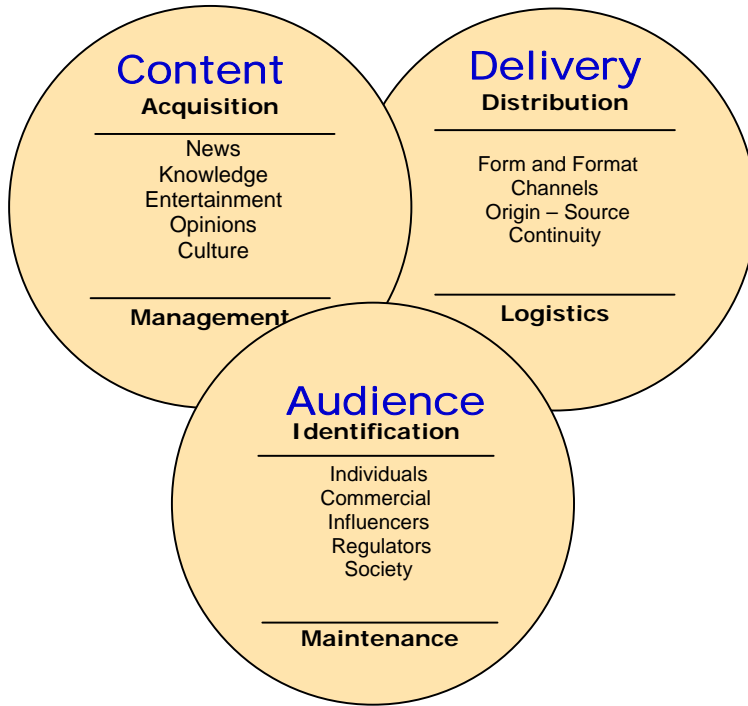 Content
Acquisition
News
Knowledge
Entertainment
Opinions
Culture
Management
Delivery
Distribution
Form and Format
Channels
Origin – Source
Continuity
Logistics
Audience
Identification
Individuals
Commercial
Influencers
Regulators
Society
Maintenance